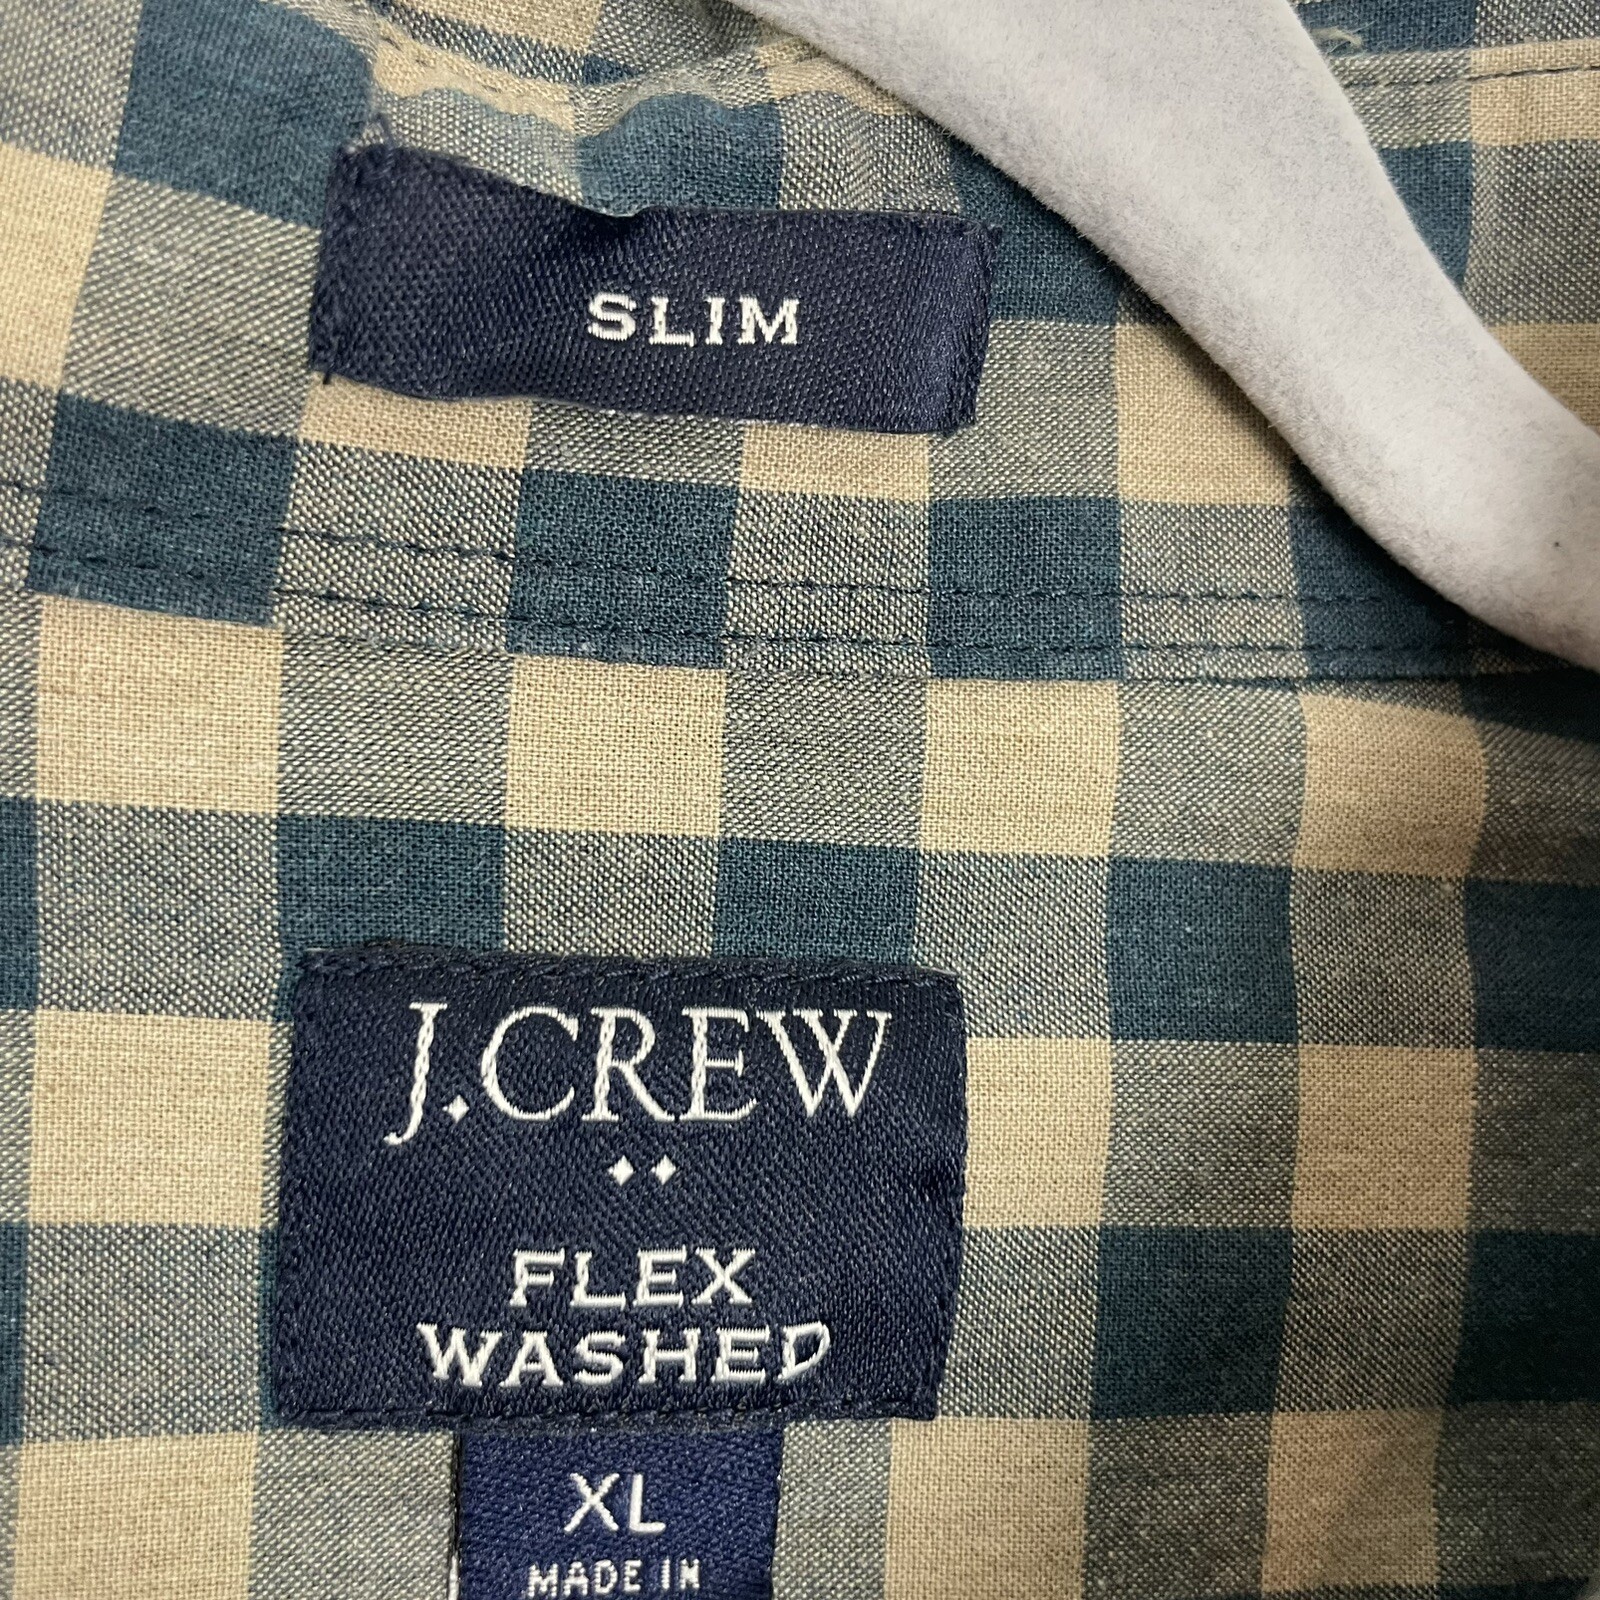 SLIM
J.CREW
FLEX
WASHED
XL
MADE IN